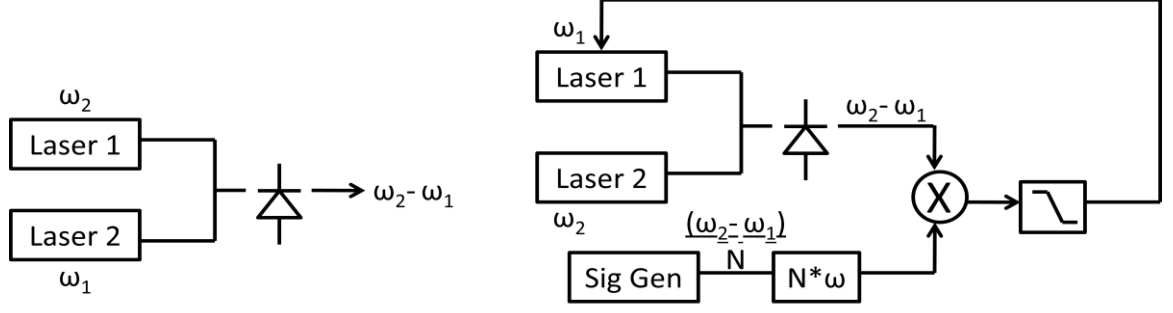 ω₂
Laser 1
Laser 2
ω₁
ω₂- ω₁
ω₁
Laser 1
Laser 2
ω₂
ω₂- ω₁
X
(ω₂- ω₁)
N
Sig Gen
N*ω